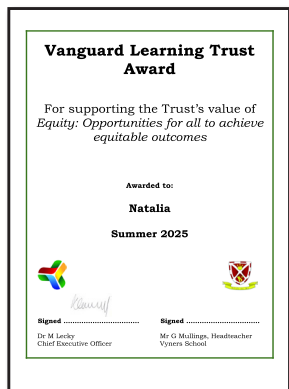 Vanguard Learning Trust
Award
For supporting the Trust's value of
Equity: Opportunities for all to achieve
equitable outcomes
Awarded to:
Natalia
Summer 2025
Signed ..................................
Signed .................................
Dr M Lecky
Chief Executive Officer
Mr G Mullings, Headteacher
Vyners School